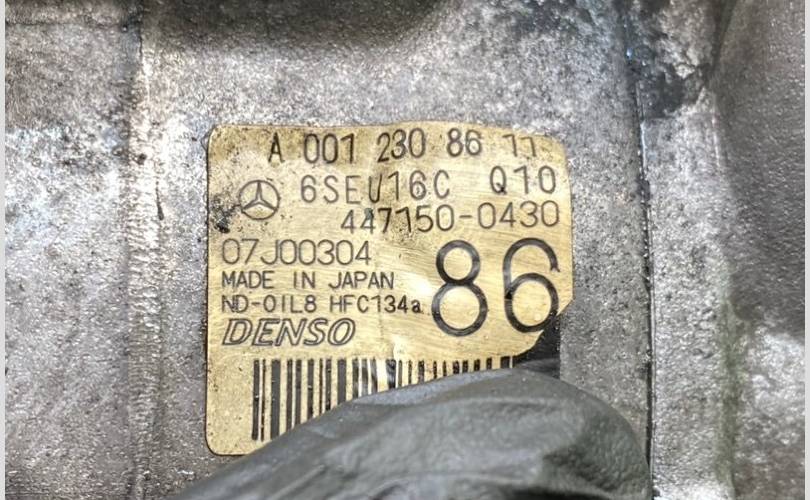 A 001 230 86 11
6SEU16C Q10
447150-0430
07J00304
86
MADE IN JAPAN
ND-OIL8 HFC134a
DENSO